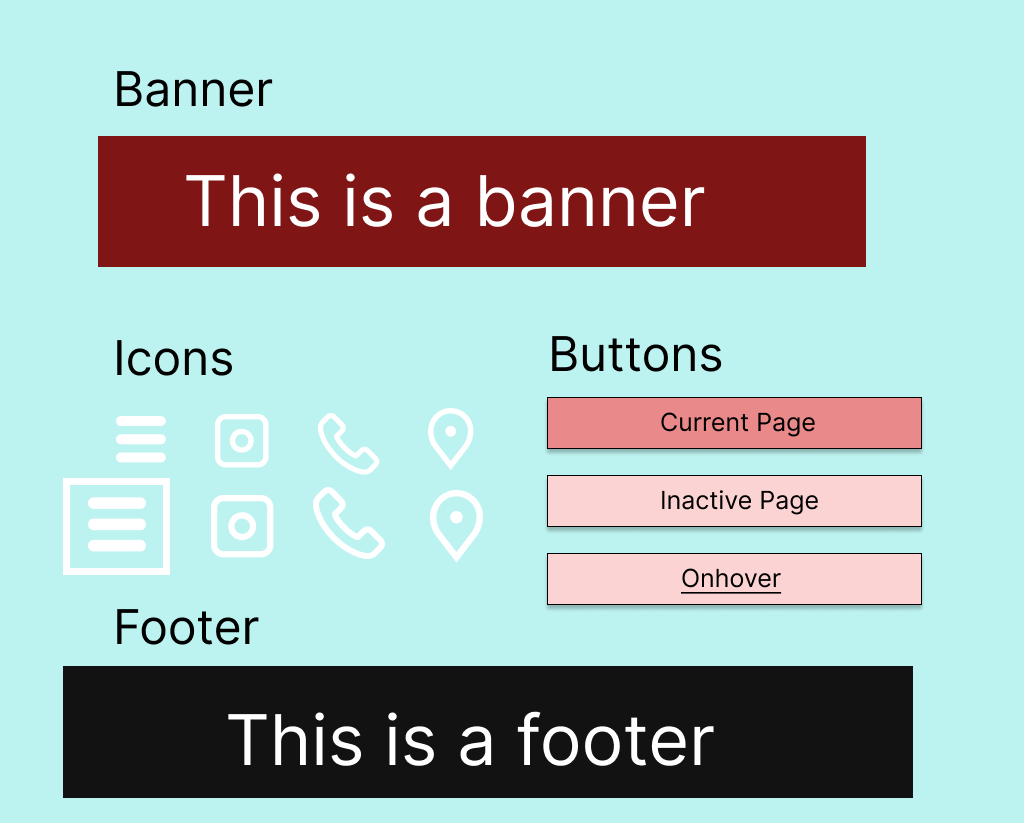 Banner
This is a banner
Icons
Buttons
Current Page
Inactive Page
Onhover
Footer
This is a footer